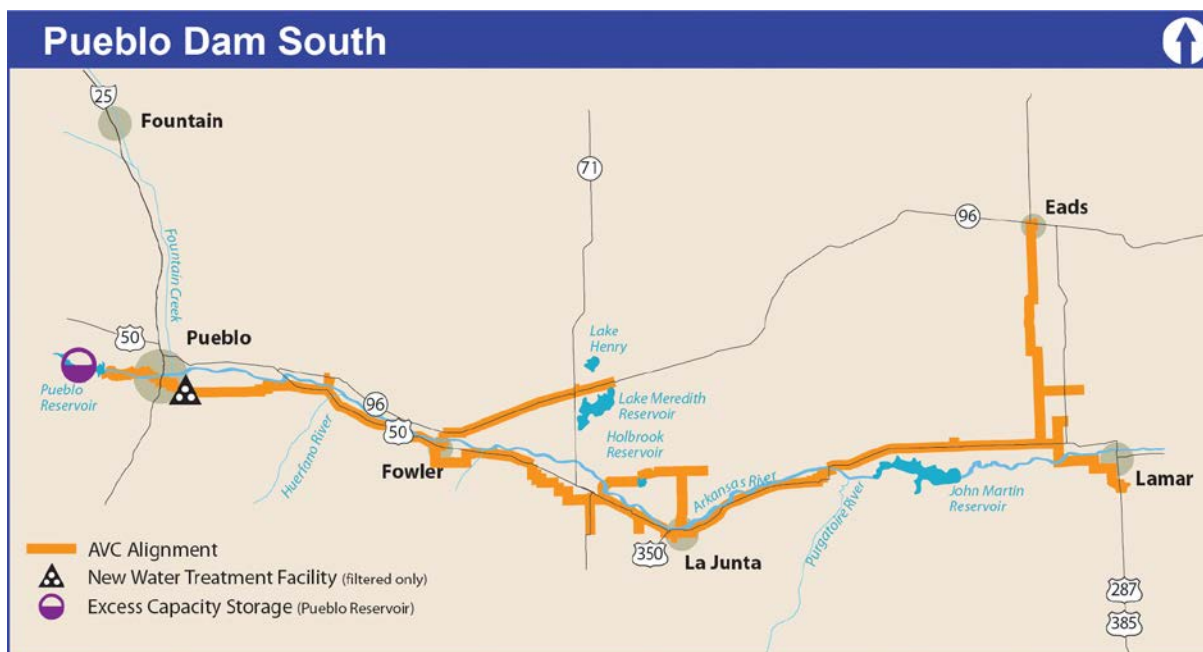 Pueblo Dam South
25
Fountain
Fountain Creek
71
96
Eads
50
Pueblo
Pueblo
Reservoir
Lake
Henry
Lake Meredith
Reservoir
Holbrook
Reservoir
96
50
Huerfano River
Fowler
Arkansas River
Purgatoire River
John Martin
Reservoir
Lamar
350
La Junta
287
385
AVC Alignment
New Water Treatment Facility (filtered only)
Excess Capacity Storage (Pueblo Reservoir)